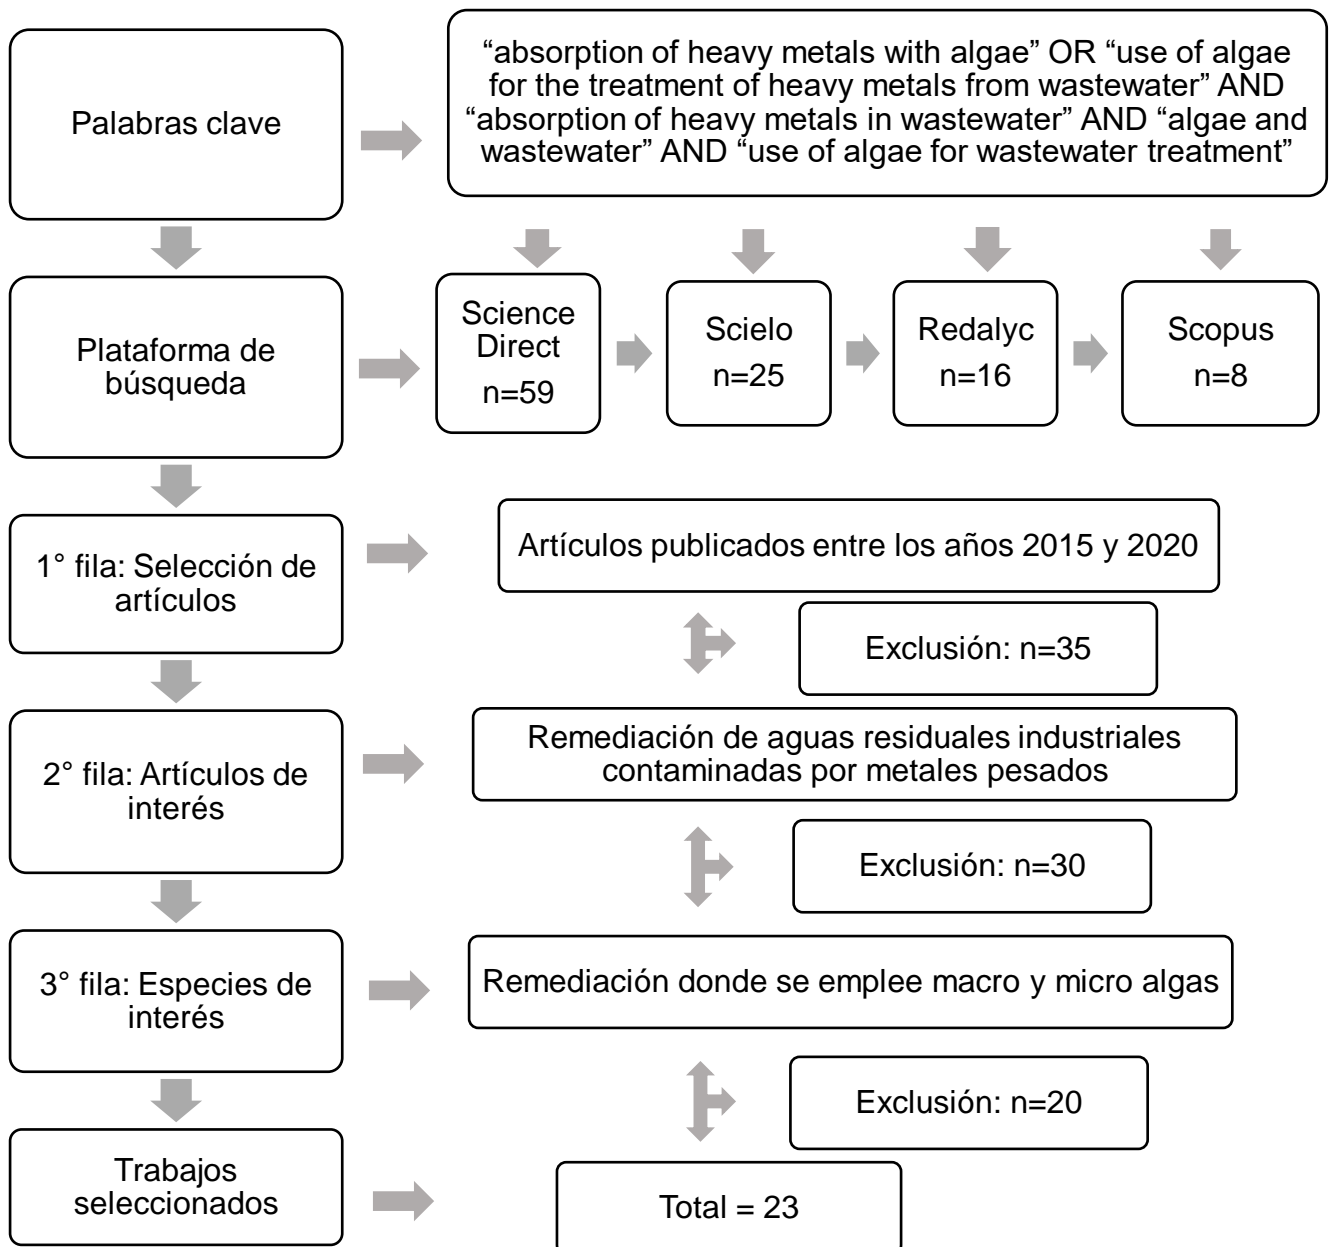 Palabras clave
“absorption of heavy metals with algae” OR “use of algae
for the treatment of heavy metals from wastewater” AND
“absorption of heavy metals in wastewater” AND “algae and
wastewater” AND “use of algae for wastewater treatment”
Plataforma de
búsqueda
Science
Direct
n=59
Scielo
n=25
Redalyc
n=16
Scopus
n=8
1° fila: Selección de
artículos
Artículos publicados entre los años 2015 y 2020
Exclusión: n=35
2° fila: Artículos de
interés
Remediación de aguas residuales industriales
contaminadas por metales pesados
Exclusión: n=30
3° fila: Especies de
interés
Remediación donde se emplee macro y micro algas
Exclusión: n=20
Trabajos
seleccionados
Total = 23